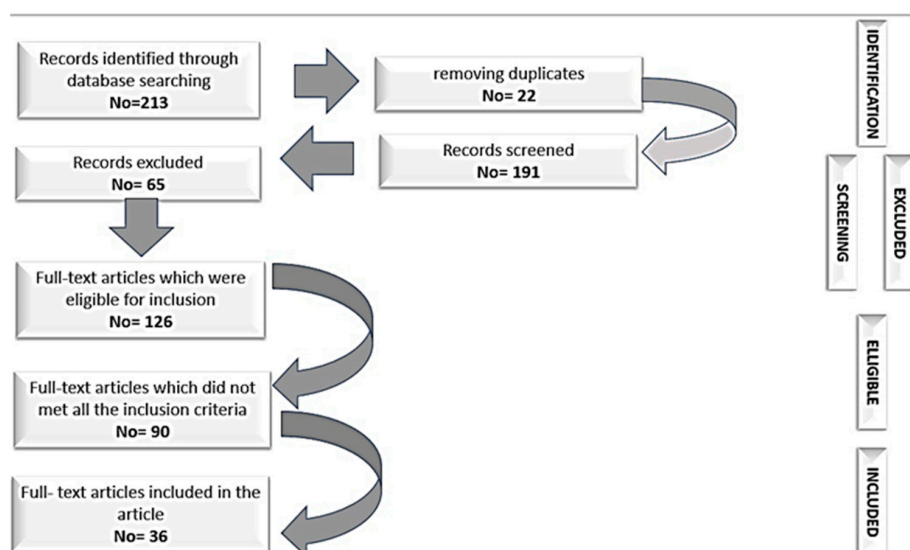 Records identified through
database searching
No=213
removing duplicates
No= 22
Records screened
No= 191
Records excluded
No= 65
Full-text articles which were
eligible for inclusion
No= 126
Full-text articles which did not
met all the inclusion criteria
No= 90
Full- text articles included in the
article
No= 36
IDENTIFICATION
SCREENING
EXCLUDED
ELLIGIBLE
INCLUDED